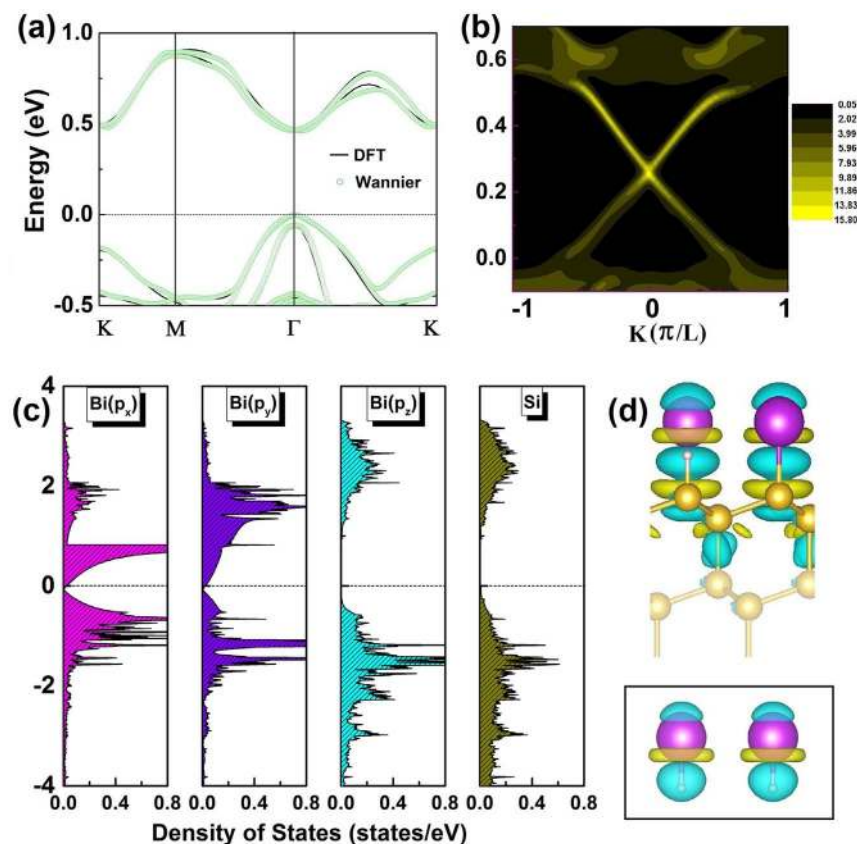 (a)
1.0
0.5
0.0
-0.5
Energy (eV)
DFT
Wannier
K M Γ K
(b)
0.6
0.4
0.2
0.0
-1 0 1
K(π/L)
0.05
2.02
3.99
5.96
7.93
9.89
11.86
13.83
15.80
(c)
4
2
0
-2
-4
Bi(pₓ) Bi(p_y) Bi(p_z) Si
0.0 0.4 0.8 0.0 0.4 0.8 0.0 0.4 0.8 0.0 0.4 0.8
Density of States (states/eV)
(d)